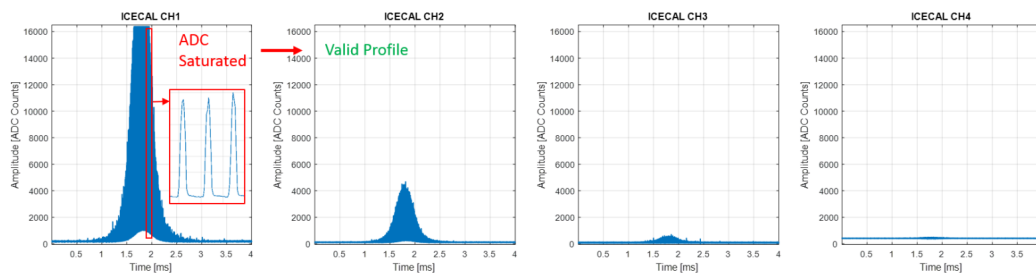 ICECAL CH1
16000
14000
12000
10000
8000
6000
4000
2000
0
Amplitude [ADC Counts]
0.5 1 1.5 2 2.5 3 3.5 4
Time [ms]
ADC
Saturated
ICECAL CH2
Valid Profile
16000
14000
12000
10000
8000
6000
4000
2000
0
Amplitude [ADC Counts]
0.5 1 1.5 2 2.5 3 3.5 4
Time [ms]
ICECAL CH3
16000
14000
12000
10000
8000
6000
4000
2000
0
Amplitude [ADC Counts]
0.5 1 1.5 2 2.5 3 3.5 4
Time [ms]
ICECAL CH4
16000
14000
12000
10000
8000
6000
4000
2000
0
Amplitude [ADC Counts]
0.5 1 1.5 2 2.5 3 3.5
Time [ms]